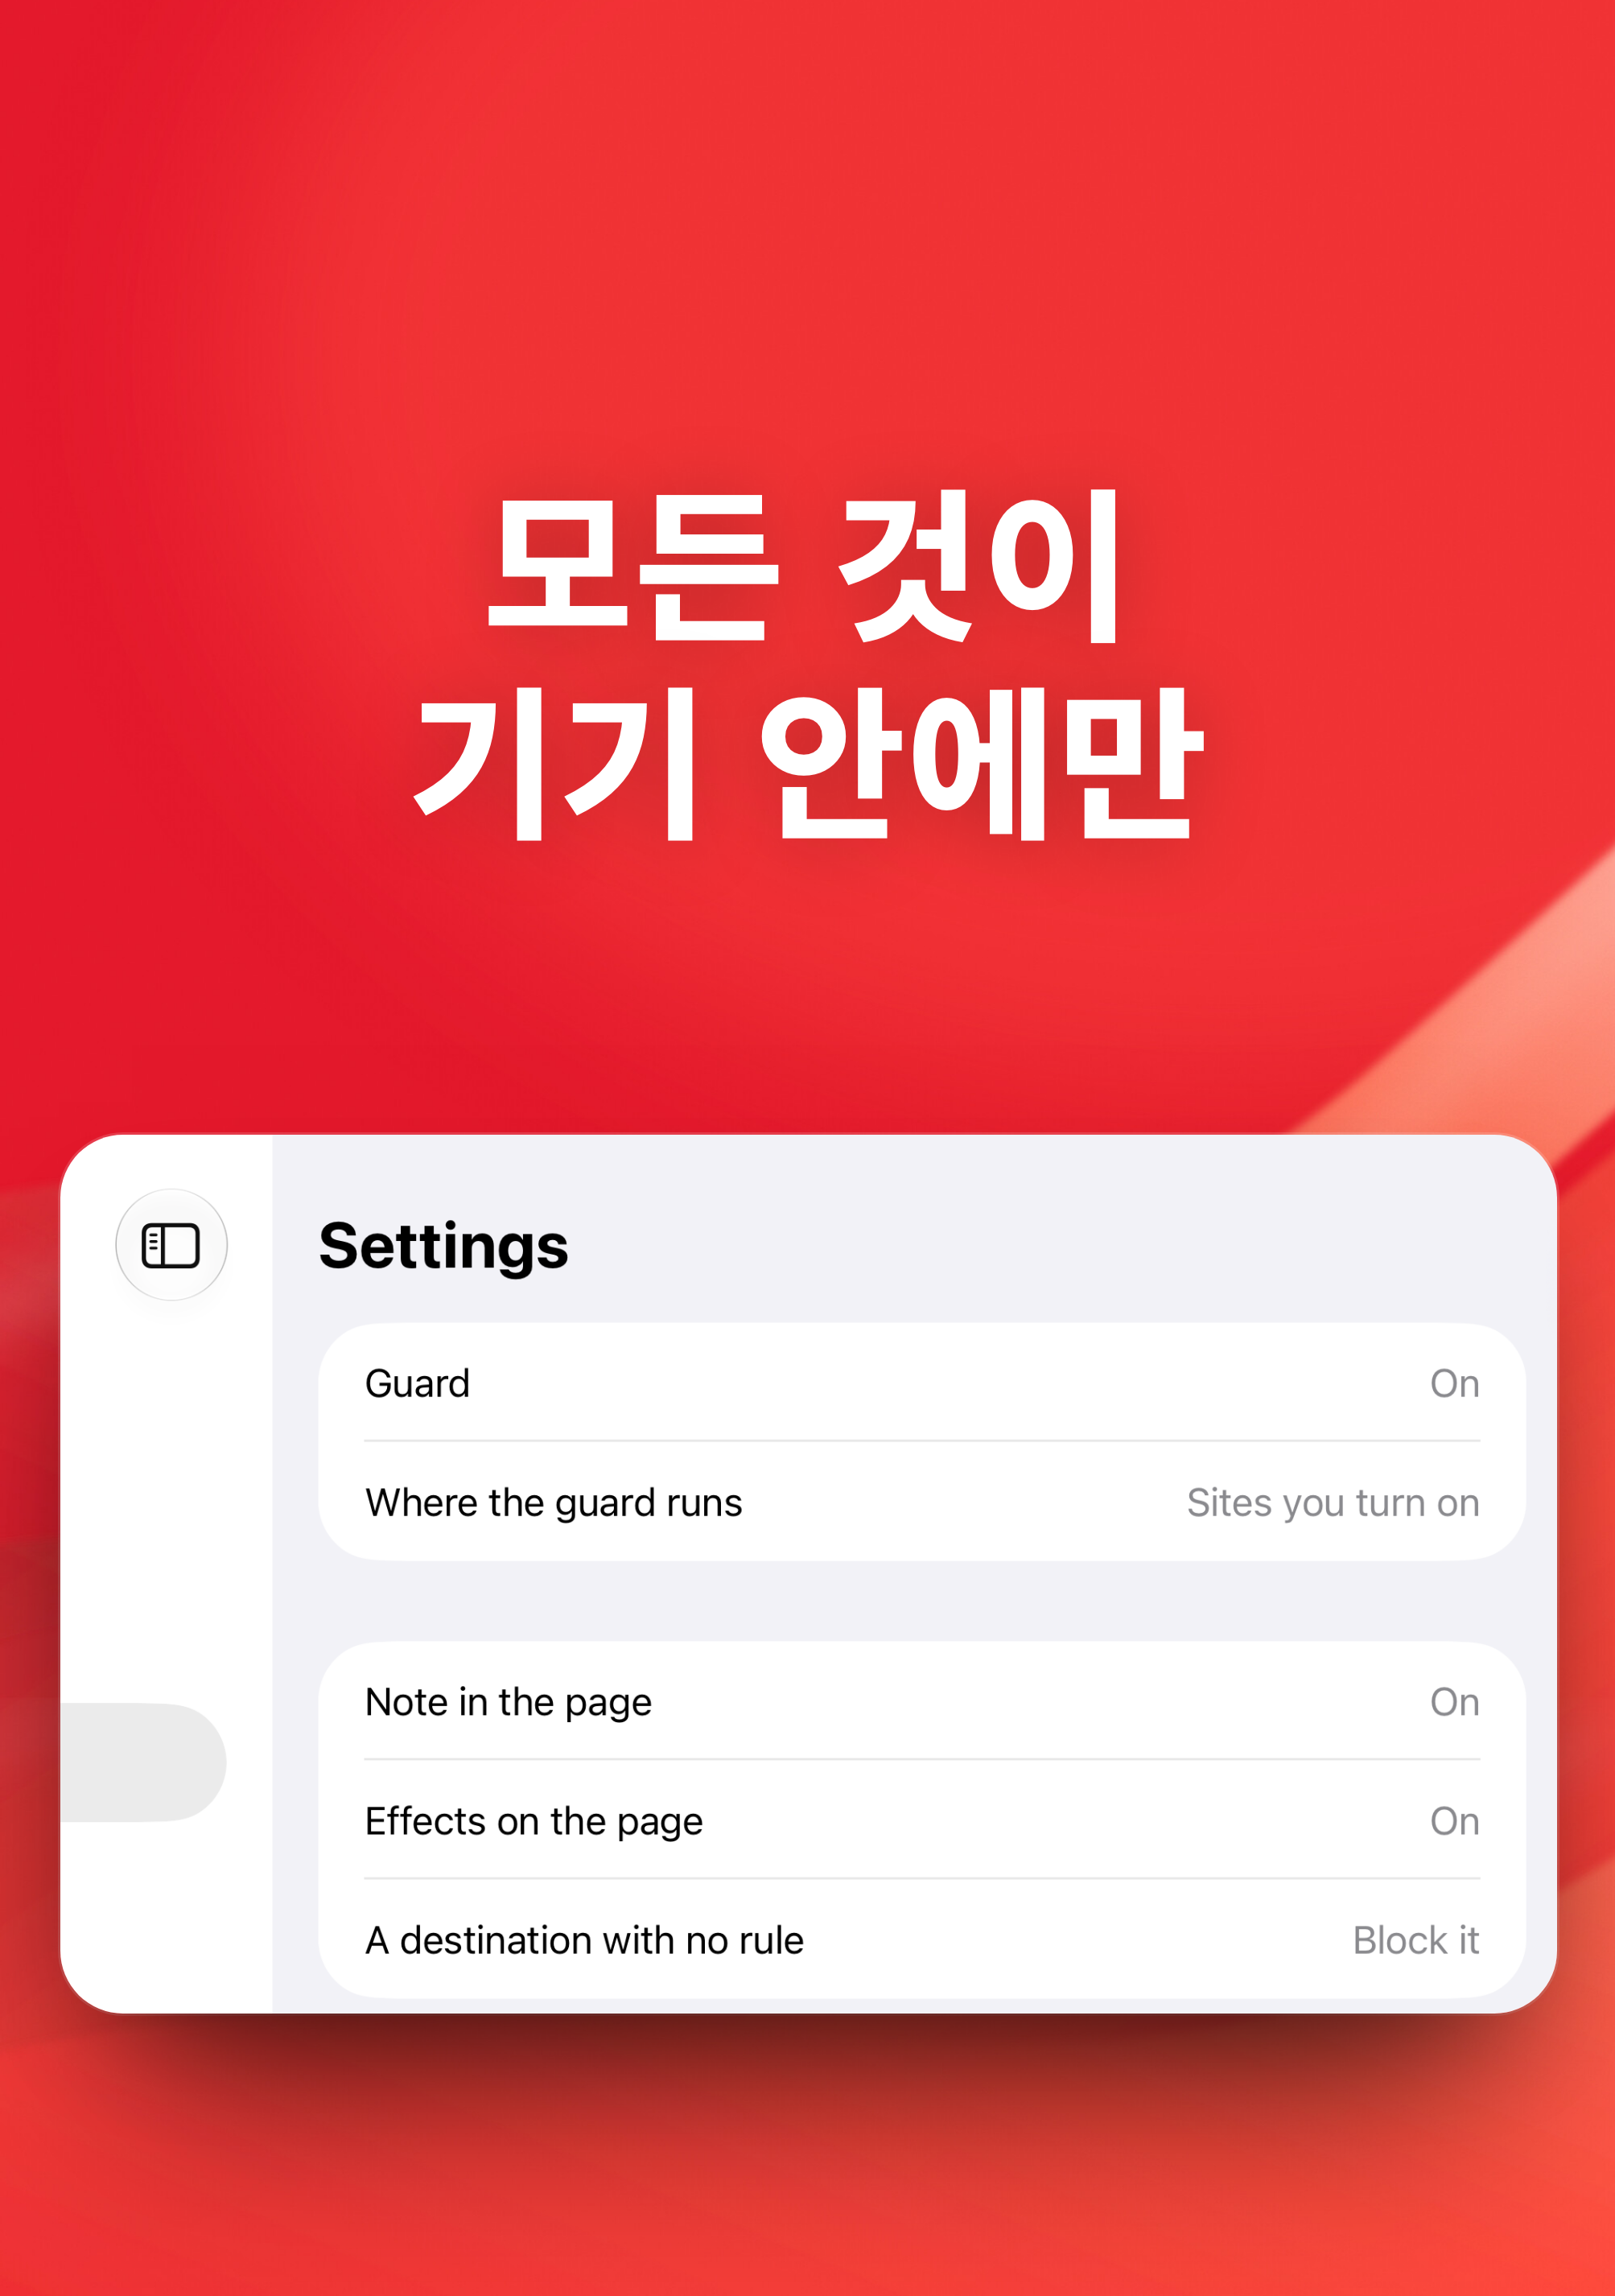 모든 것이
기기 안에만
Settings
Guard On
Where the guard runs Sites you turn on
Note in the page On
Effects on the page On
A destination with no rule Block it